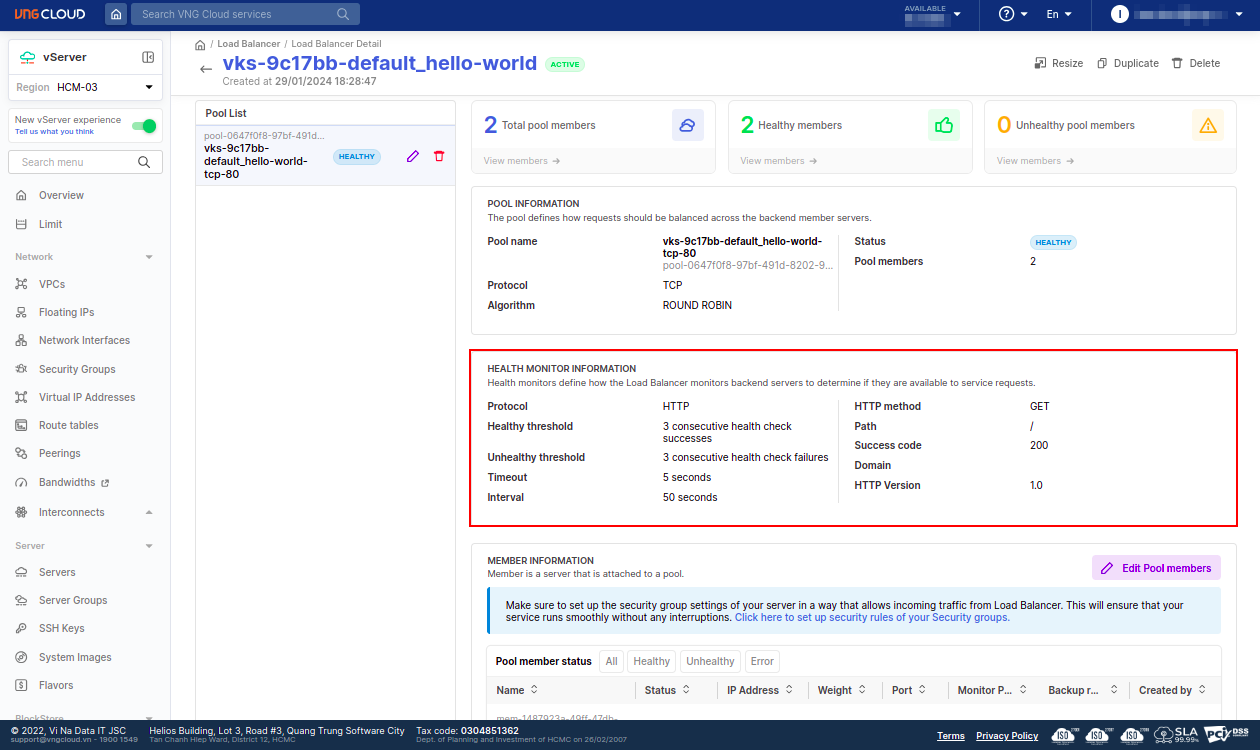 VNG CLOUD
Search VNG Cloud services
AVAILABLE
En
I
vServer
Region HCM-03
New vServer experience
Tell us what you think
Search menu
Overview
Limit
Network
VPCs
Floating IPs
Network Interfaces
Security Groups
Virtual IP Addresses
Route tables
Peerings
Bandwidths
Interconnects
Server
Servers
Server Groups
SSH Keys
System Images
Flavors
BlockStore
/ Load Balancer / Load Balancer Detail
vks-9c17bb-default_hello-world ACTIVE
Created at 29/01/2024 18:28:47
Resize Duplicate Delete
Pool List
pool-0647f0f8-97bf-491d...
vks-9c17bb-
default_hello-world-
tcp-80
HEALTHY
2 Total pool members
View members
2 Healthy members
View members
0 Unhealthy pool members
View members
POOL INFORMATION
The pool defines how requests should be balanced across the backend member servers.
Pool name vks-9c17bb-default_hello-world-
tcp-80
pool-0647f0f8-97bf-491d-8202-9...
Protocol TCP
Algorithm ROUND ROBIN
Status HEALTHY
Pool members 2
HEALTH MONITOR INFORMATION
Health monitors define how the Load Balancer monitors backend servers to determine if they are available to service requests.
Protocol HTTP
Healthy threshold 3 consecutive health check
successes
Unhealthy threshold 3 consecutive health check failures
Timeout 5 seconds
Interval 50 seconds
HTTP method GET
Path /
Success code 200
Domain
HTTP Version 1.0
MEMBER INFORMATION
Member is a server that is attached to a pool.
Edit Pool members
Make sure to set up the security group settings of your server in a way that allows incoming traffic from Load Balancer. This will ensure that your
service runs smoothly without any interruptions. Click here to set up security rules of your Security groups.
Pool member status All Healthy Unhealthy Error
Name Status IP Address Weight Port Monitor P... Backup r... Created by
mem-1487923a-49ff-47db-
© 2022, Vi Na Data IT JSC
support@vngcloud.vn - 1900 1549
Helios Building, Lot 3, Road #3, Quang Trung Software City
Tan Chanh Hiep Ward, District 12, HCMC
Tax code: 0304851362
Dept. of Planning and Investment of HCMC on 26/02/2007
Terms Privacy Policy
ISO
ISO
ISO
SLA
99.99%
PCI DSS